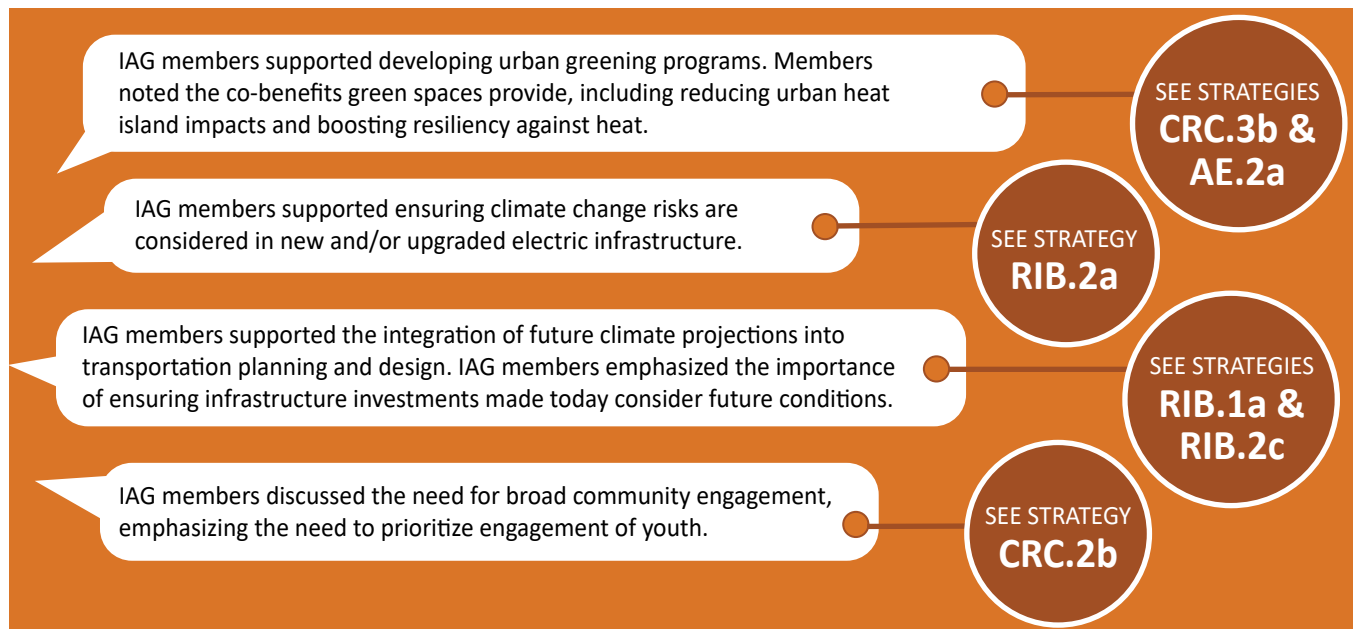 IAG members supported developing urban greening programs. Members
noted the co-benefits green spaces provide, including reducing urban heat
island impacts and boosting resiliency against heat.
SEE STRATEGIES
CRC.3b &
AE.2a
IAG members supported ensuring climate change risks are
considered in new and/or upgraded electric infrastructure.
SEE STRATEGY
RIB.2a
IAG members supported the integration of future climate projections into
transportation planning and design. IAG members emphasized the importance
of ensuring infrastructure investments made today consider future conditions.
SEE STRATEGIES
RIB.1a &
RIB.2c
IAG members discussed the need for broad community engagement,
emphasizing the need to prioritize engagement of youth.
SEE STRATEGY
CRC.2b